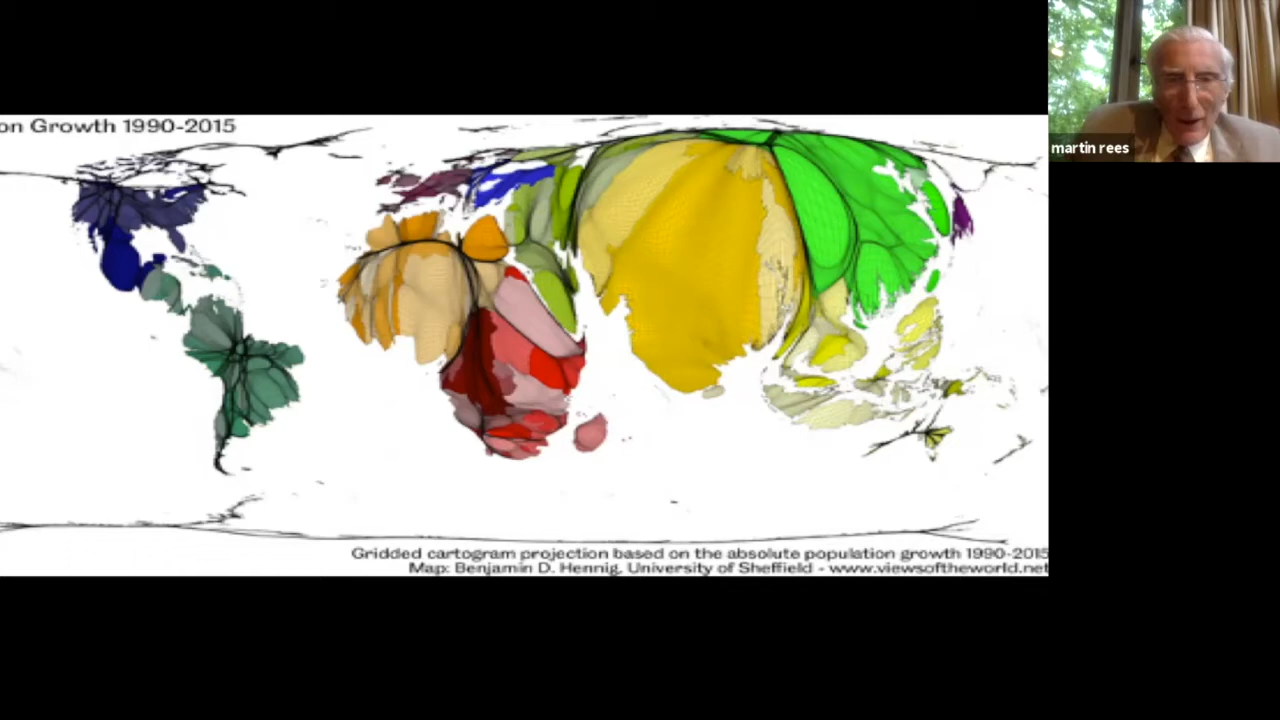 on Growth 1990-2015
martin rees
Gridded cartogram projection based on the absolute population growth 1990-2015
Map: Benjamin D. Hennig, University of Sheffield - www.viewsoftheworld.net